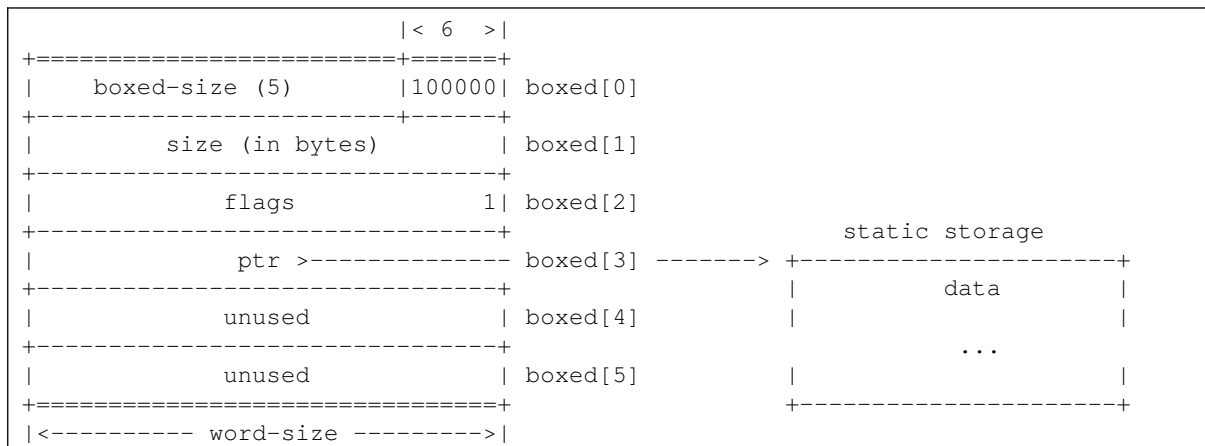 |< 6 >|
+=========================+======+
| boxed-size (5) |100000| boxed[0]
+-------------------------+------+
| size (in bytes) | boxed[1]
+--------------------------------+
| flags 1| boxed[2]
+--------------------------------+ static storage
| ptr >-------------- boxed[3] -------> +----------------------+
+--------------------------------+ | data |
| unused | boxed[4] | |
+--------------------------------+ ...
| unused | boxed[5] | |
+================================+ +----------------------+
|<---------- word-size --------->|